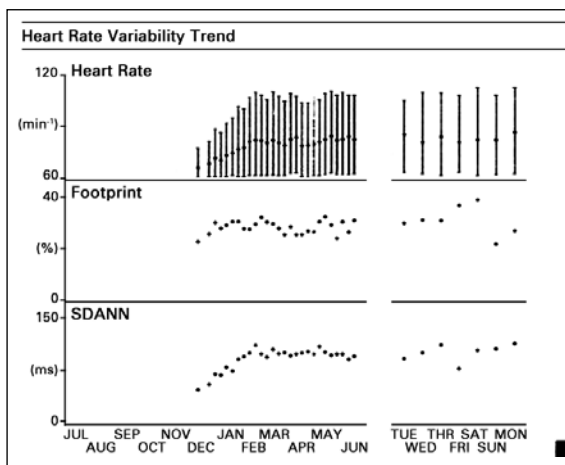 Heart Rate Variability Trend
120
Heart Rate
(min⁻¹)
60
40
Footprint
(%)
0
150
SDANN
(ms)
0
JUL SEP NOV JAN MAR MAY TUE THR SAT MON
AUG OCT DEC FEB APR JUN WED FRI SUN